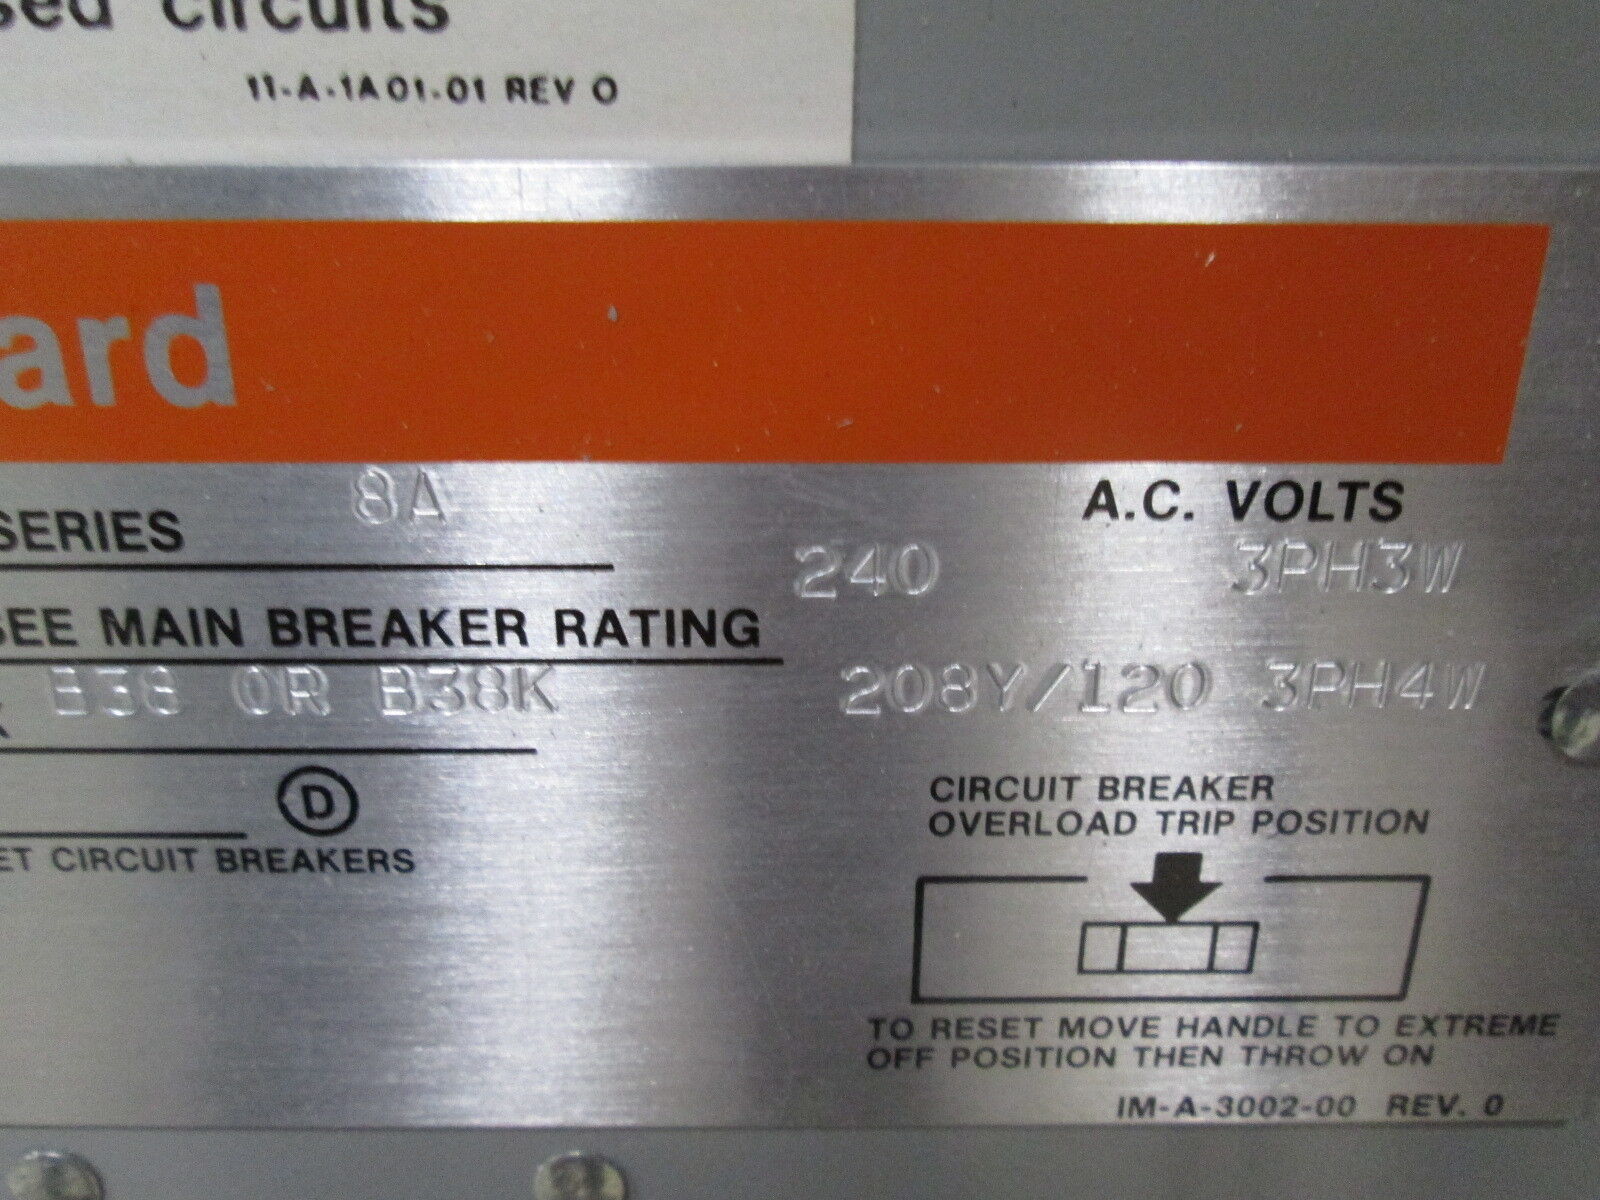 sed circuits
11-A-1A01-01 REV O
ard
SERIES 8A
A.C. VOLTS
240 3PH3W
SEE MAIN BREAKER RATING
B38 OR B38K
208Y/120 3PH4W
D
ET CIRCUIT BREAKERS
CIRCUIT BREAKER
OVERLOAD TRIP POSITION
TO RESET MOVE HANDLE TO EXTREME
OFF POSITION THEN THROW ON
IM-A-3002-00 REV. 0